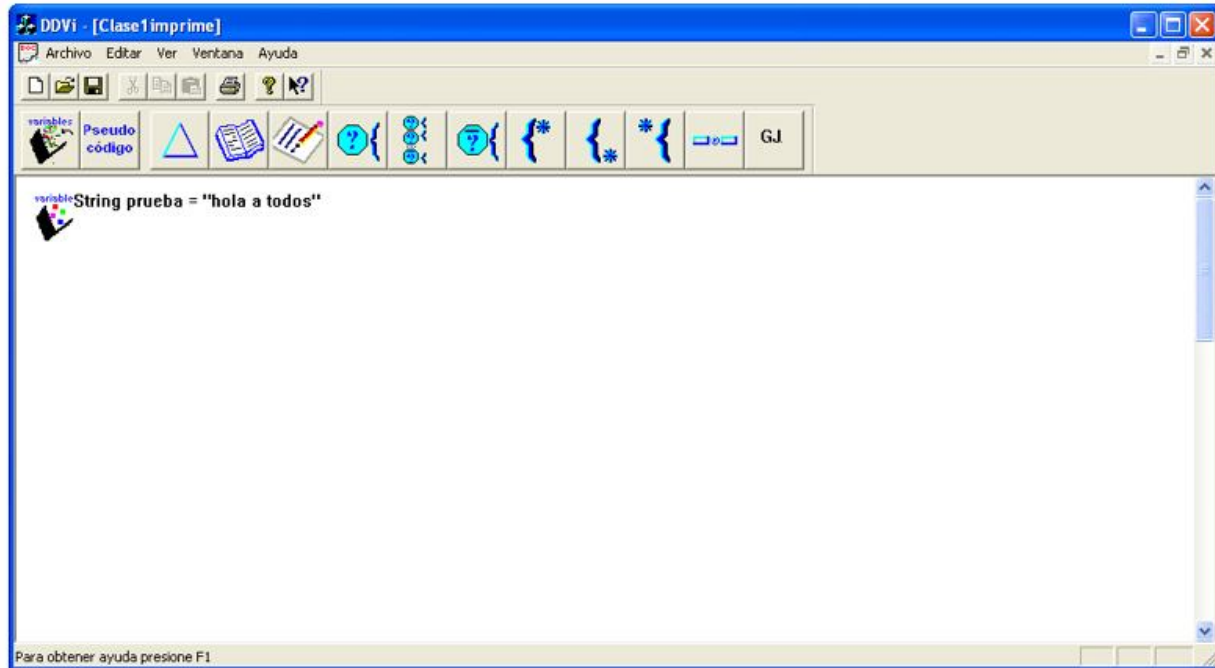 DDVi - [Clase1imprime]
Archivo Editar Ver Ventana Ayuda
variables
Pseudo
código
G.J.
variable String prueba = "hola a todos"
Para obtener ayuda presione F1